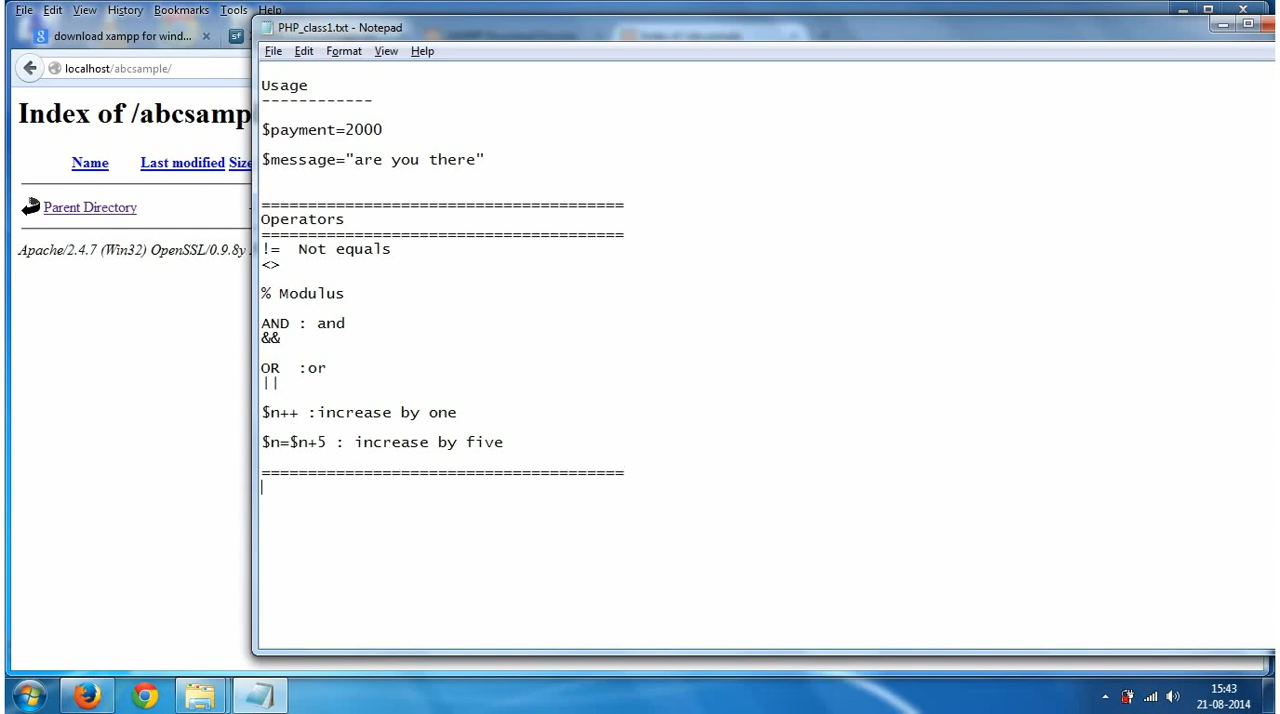 File Edit View History Bookmarks Tools Help
download xampp for wind...
localhost/abcsample/
Index of /abcsamp
Name Last modified Size
Parent Directory
Apache/2.4.7 (Win32) OpenSSL/0.9.8y
PHP_class1.txt - Notepad
File Edit Format View Help
Usage
------------
$payment=2000
$message="are you there"
=======================================
Operators
=======================================
!=  Not equals
<>
% Modulus
AND : and
&&
OR  :or
||
$n++ :increase by one
$n=$n+5 : increase by five
=======================================
15:43
21-08-2014